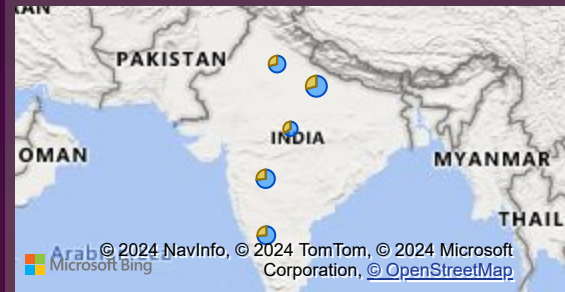 PAKISTAN
INDIA
OMAN
MYANMAR
THAIL
© 2024 NavInfo, © 2024 TomTom, © 2024 Microsoft
Microsoft Bing
Corporation, © OpenStreetMap